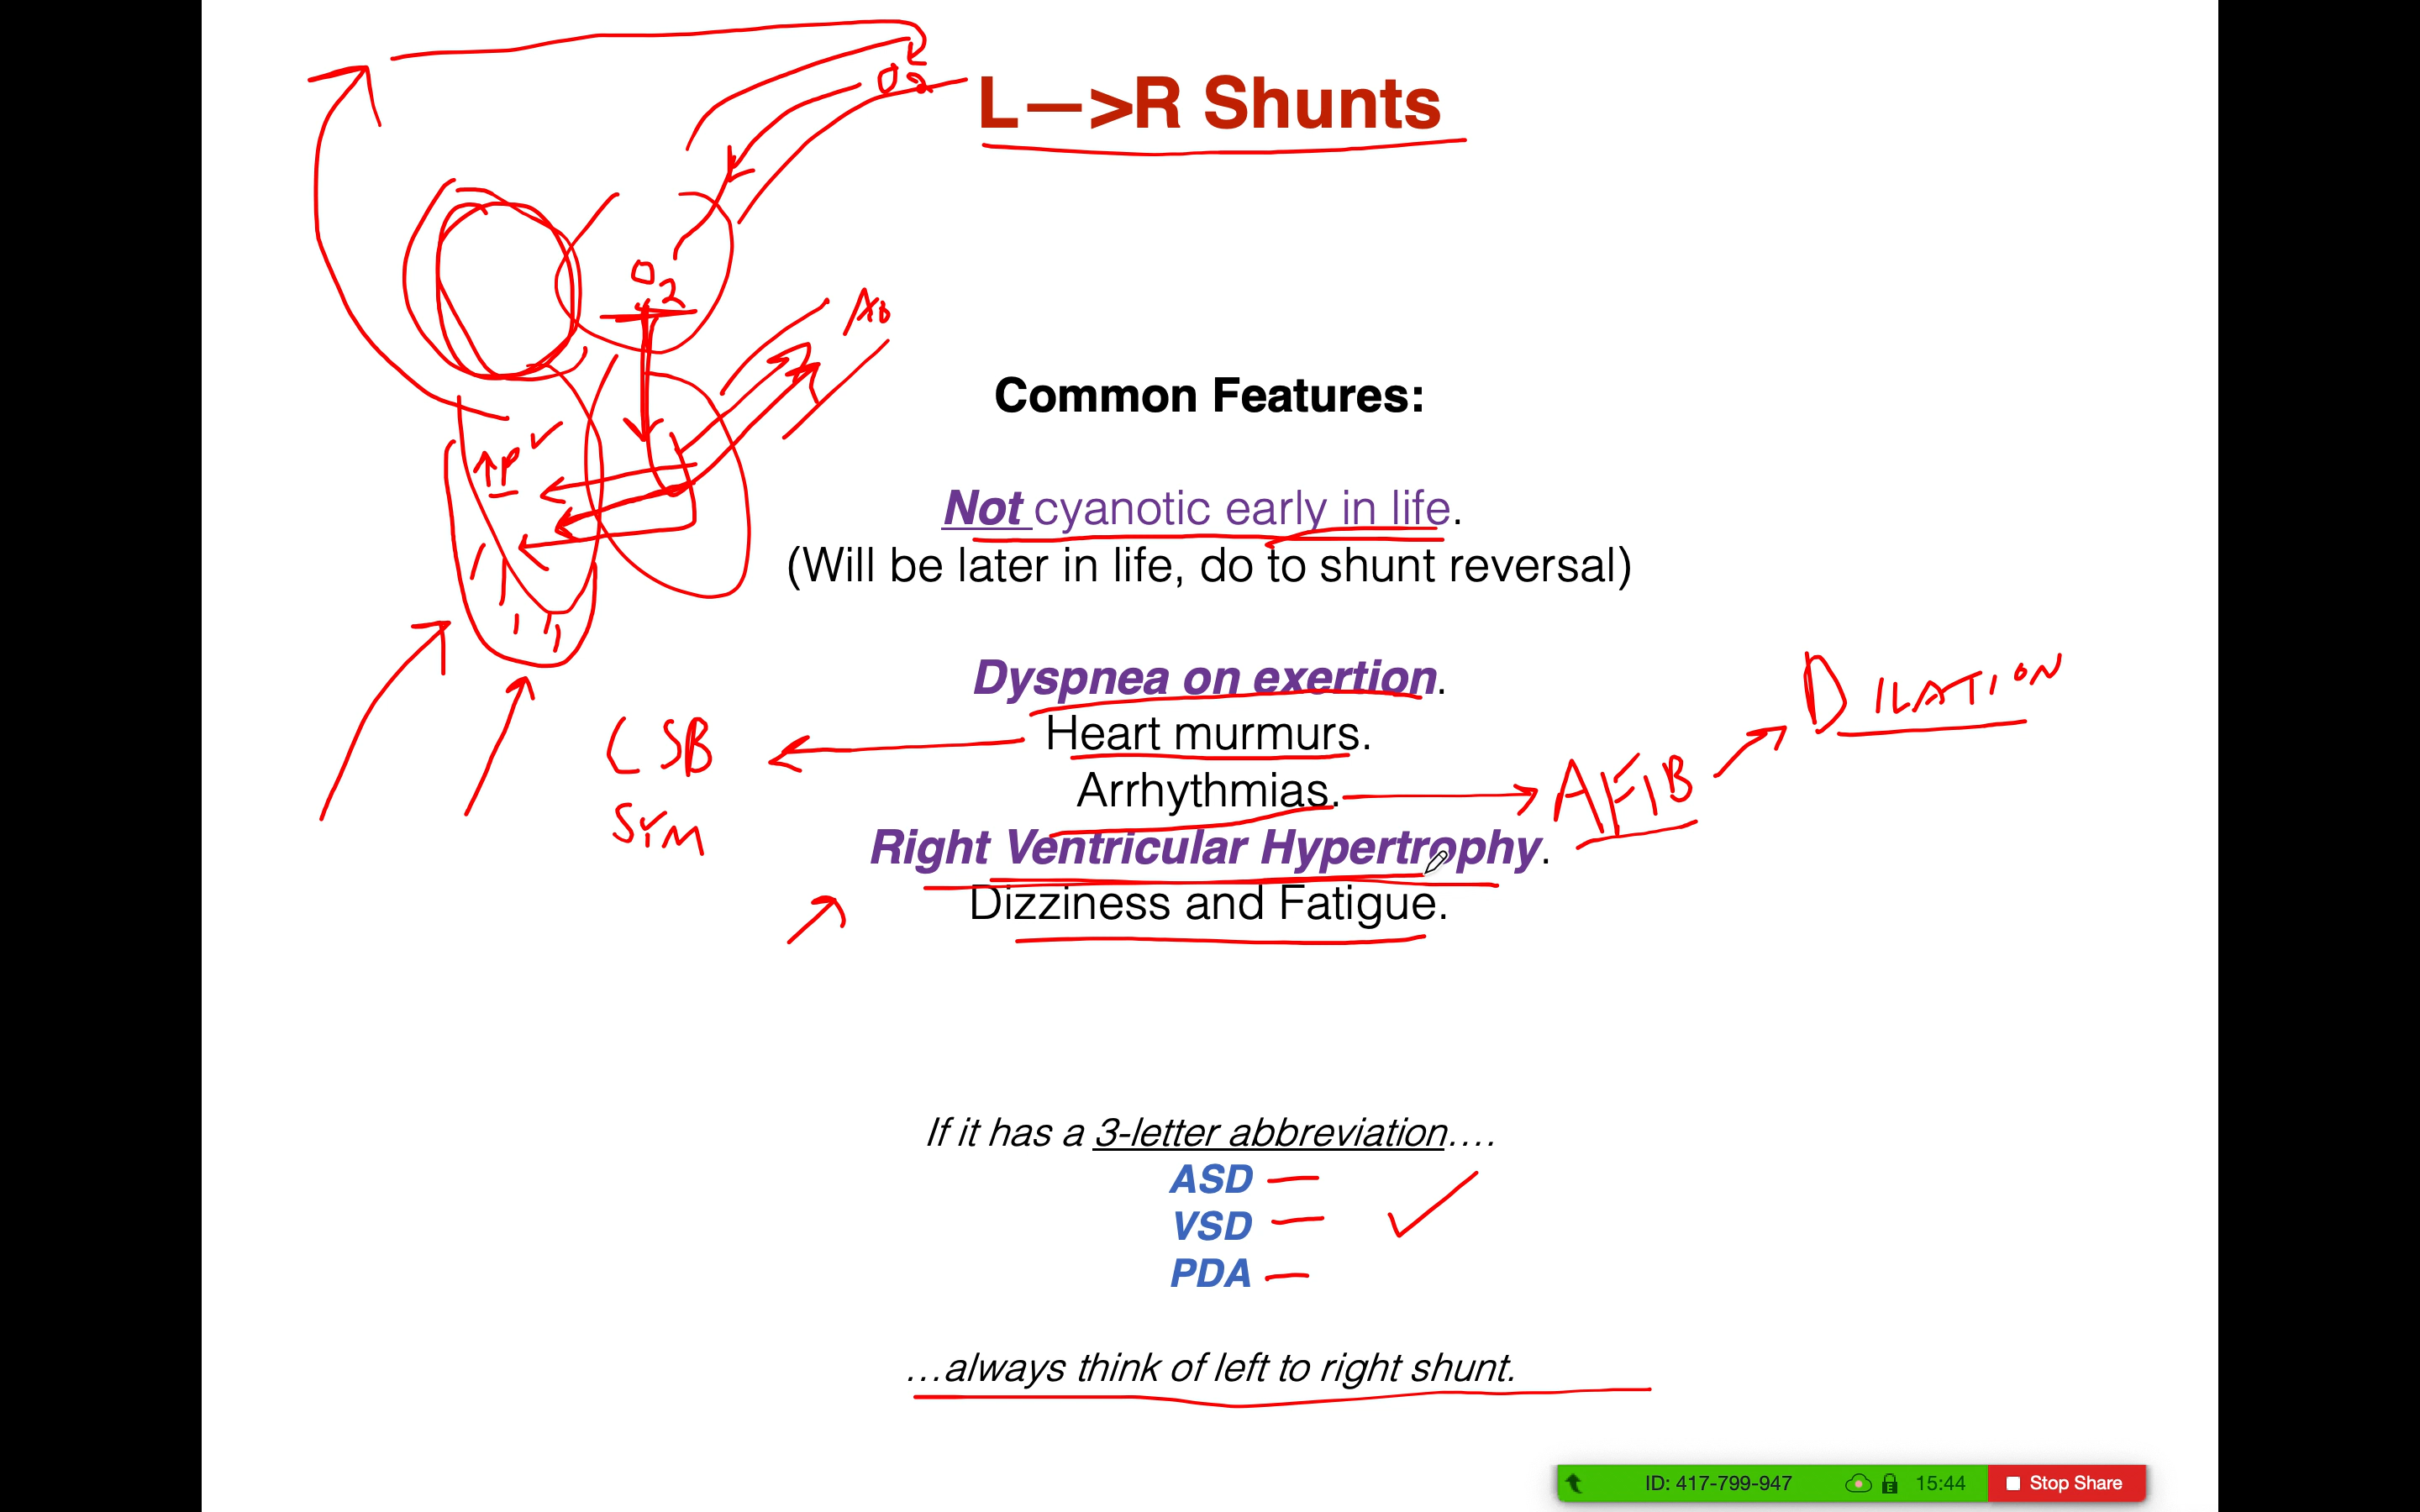 L—>R Shunts
O2
O2
Ao
↑P
Common Features:
Not cyanotic early in life.
(Will be later in life, do to shunt reversal)
Dyspnea on exertion.
Heart murmurs.
Arrhythmias.
Right Ventricular Hypertrophy.
Dizziness and Fatigue.
LSB
Sym
AFIB
DILATION
If it has a 3-letter abbreviation....
ASD
VSD
PDA
...always think of left to right shunt.
ID: 417-799-947
15:44
Stop Share